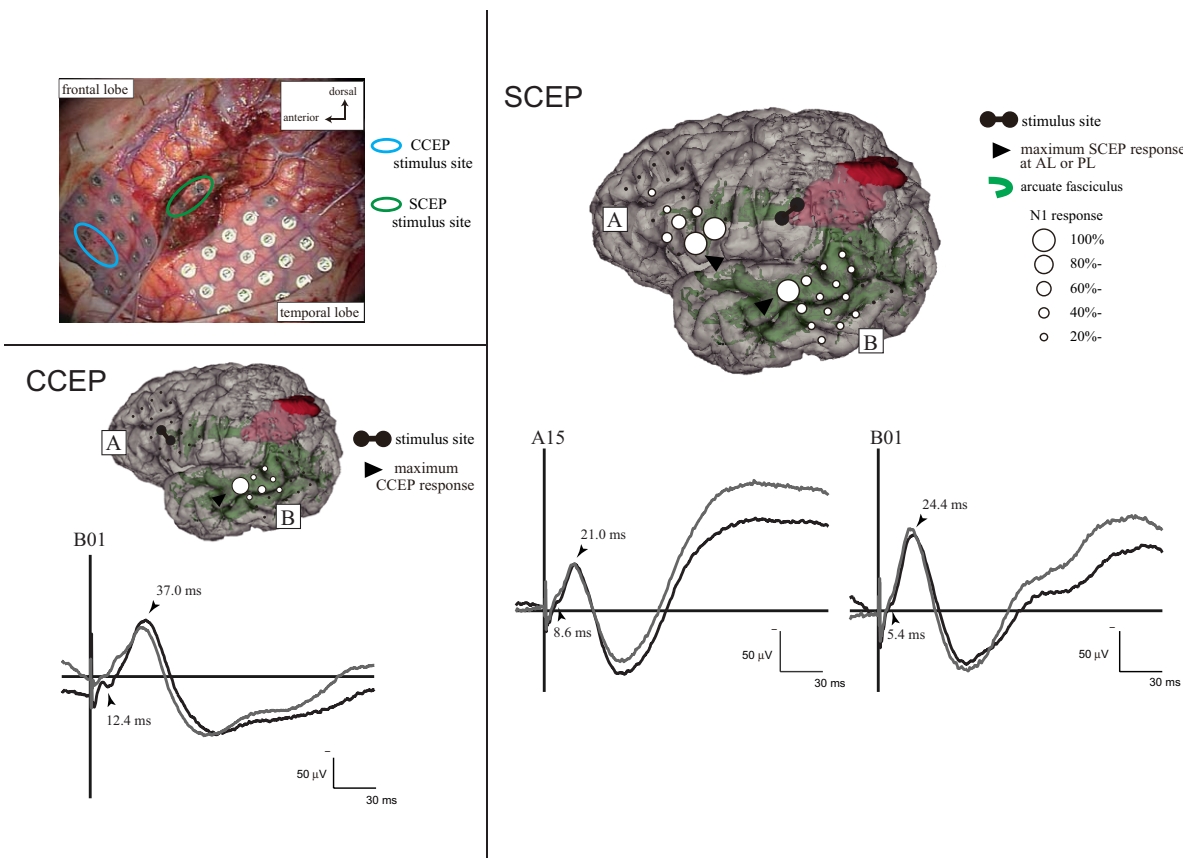 frontal lobe
dorsal
anterior
temporal lobe
CCEP
stimulus site
SCEP
stimulus site
CCEP
A
B
stimulus site
maximum
CCEP response
B01
37.0 ms
12.4 ms
50 μV
30 ms
SCEP
A
B
stimulus site
maximum SCEP response
at AL or PL
arcuate fasciculus
N1 response
100%
80%-
60%-
40%-
20%-
A15
21.0 ms
8.6 ms
50 μV
30 ms
B01
24.4 ms
5.4 ms
50 μV
30 ms